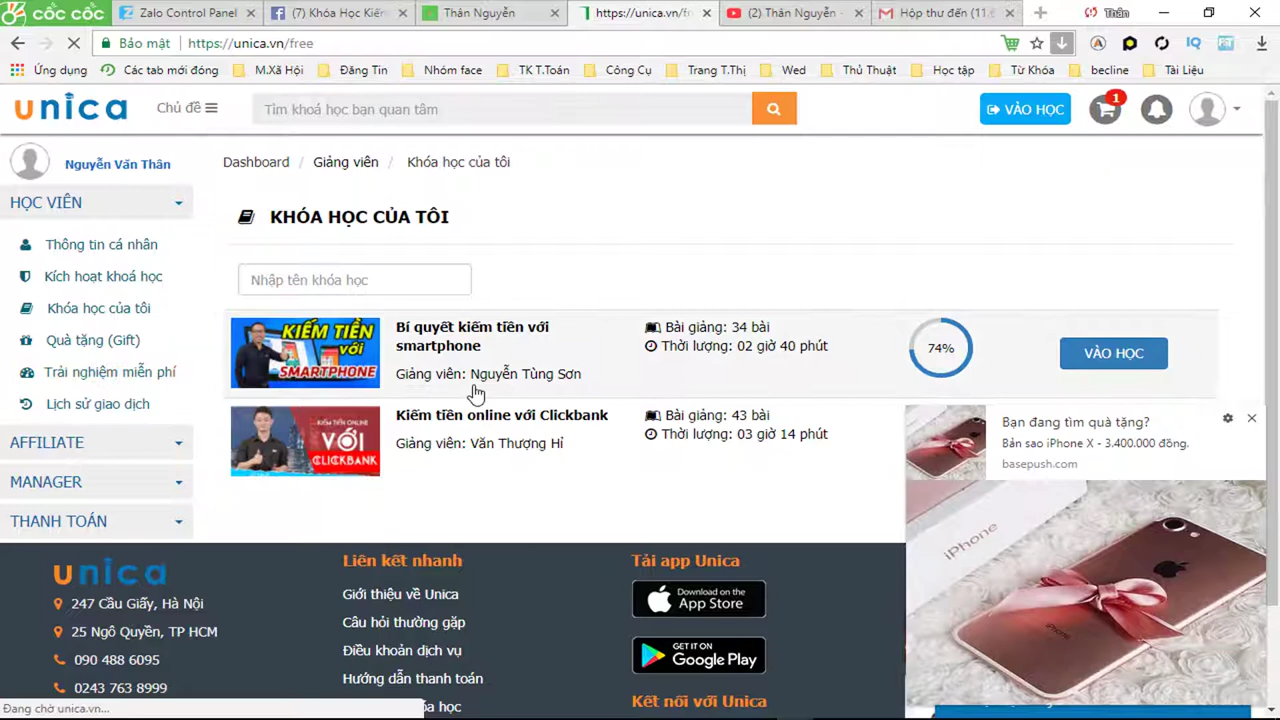 cốc cốc
Zalo Control Panel
(7) Khóa Học Kiến
Thân Nguyễn
https://unica.vn/fre
(2) Thân Nguyễn -
Hộp thư đến (11.
Thân
Bảo mật
https://unica.vn/free
IQ
Ứng dụng
Các tab mới đóng
M.Xã Hội
Đăng Tin
Nhóm face
TK T.Toán
Công Cụ
Trang T.Thị
Wed
Thủ Thuật
Học tập
Từ Khóa
becline
Tài Liệu
unica
Chủ đề
Tìm khoá học bạn quan tâm
VÀO HỌC
1
Nguyễn Văn Thân
Dashboard / Giảng viên / Khóa học của tôi
HỌC VIÊN
Thông tin cá nhân
Kích hoạt khoá học
Khóa học của tôi
Quà tặng (Gift)
Trải nghiệm miễn phí
Lịch sử giao dịch
AFFILIATE
MANAGER
THANH TOÁN
KHÓA HỌC CỦA TÔI
Nhập tên khóa học
KIẾM TIỀN
VỚI
SMARTPHONE
Bí quyết kiếm tiền với
smartphone
Giảng viên: Nguyễn Tùng Sơn
Bài giảng: 34 bài
Thời lượng: 02 giờ 40 phút
74%
VÀO HỌC
KIẾM TIỀN ONLINE
VỚI
CLICKBANK
Kiếm tiền online với Clickbank
Giảng viên: Văn Thượng Hỉ
Bài giảng: 43 bài
Thời lượng: 03 giờ 14 phút
Bạn đang tìm quà tặng?
Bản sao iPhone X - 3.400.000 đồng.
basepush.com
iPhone
iPhone
unica
247 Cầu Giấy, Hà Nội
25 Ngô Quyền, TP HCM
090 488 6095
0243 763 8999
Liên kết nhanh
Giới thiệu về Unica
Câu hỏi thường gặp
Điều khoản dịch vụ
Hướng dẫn thanh toán
óa học
Tải app Unica
Download on the
App Store
GET IT ON
Google Play
Kết nối với Unica
Đang chờ unica.vn...